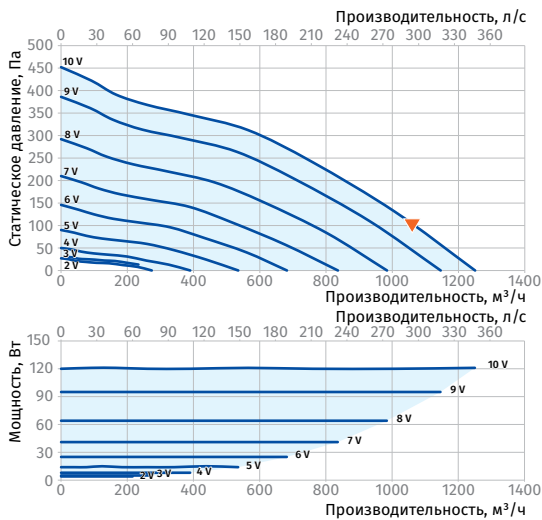 Производительность, л/с
0 30 60 90 120 150 180 210 240 270 300 330 360
Статическое давление, Па
500
450
400
350
300
250
200
150
100
50
0
10 V
9 V
8 V
7 V
6 V
5 V
4 V
3 V
2 V
0 200 400 600 800 1000 1200 1400
Производительность, м³/ч
Производительность, л/с
0 30 60 90 120 150 180 210 240 270 300 330 360
Мощность, Вт
150
120
90
60
30
0
10 V
9 V
8 V
7 V
6 V
5 V
4 V
3 V
2 V
0 200 400 600 800 1000 1200 1400
Производительность, м³/ч